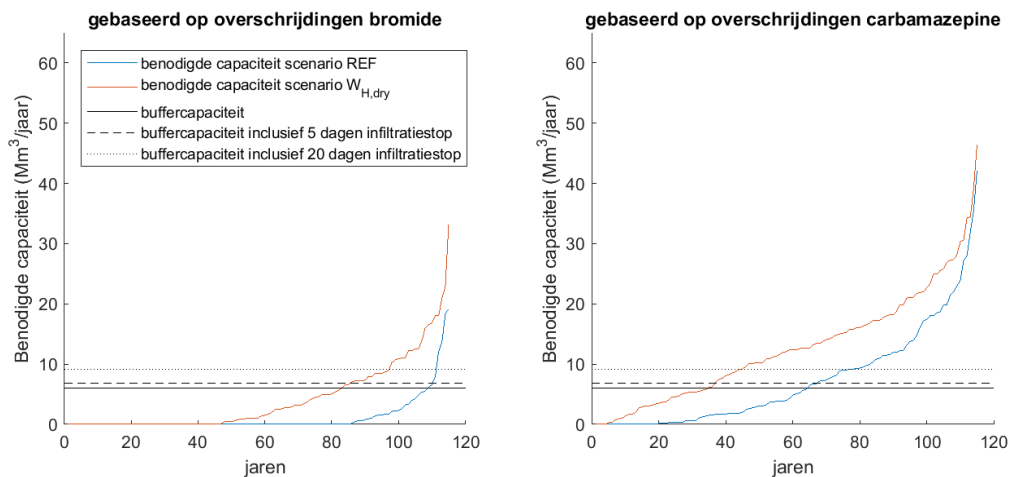 gebaseerd op overschrijdingen bromide
benodigde capaciteit scenario REF
benodigde capaciteit scenario W_H,dry
buffercapaciteit
buffercapaciteit inclusief 5 dagen infiltratiestop
buffercapaciteit inclusief 20 dagen infiltratiestop
Benodigde capaciteit (Mm³/jaar)
60
50
40
30
20
10
0
0 20 40 60 80 100 120
jaren
gebaseerd op overschrijdingen carbamazepine
Benodigde capaciteit (Mm³/jaar)
60
50
40
30
20
10
0
0 20 40 60 80 100 120
jaren